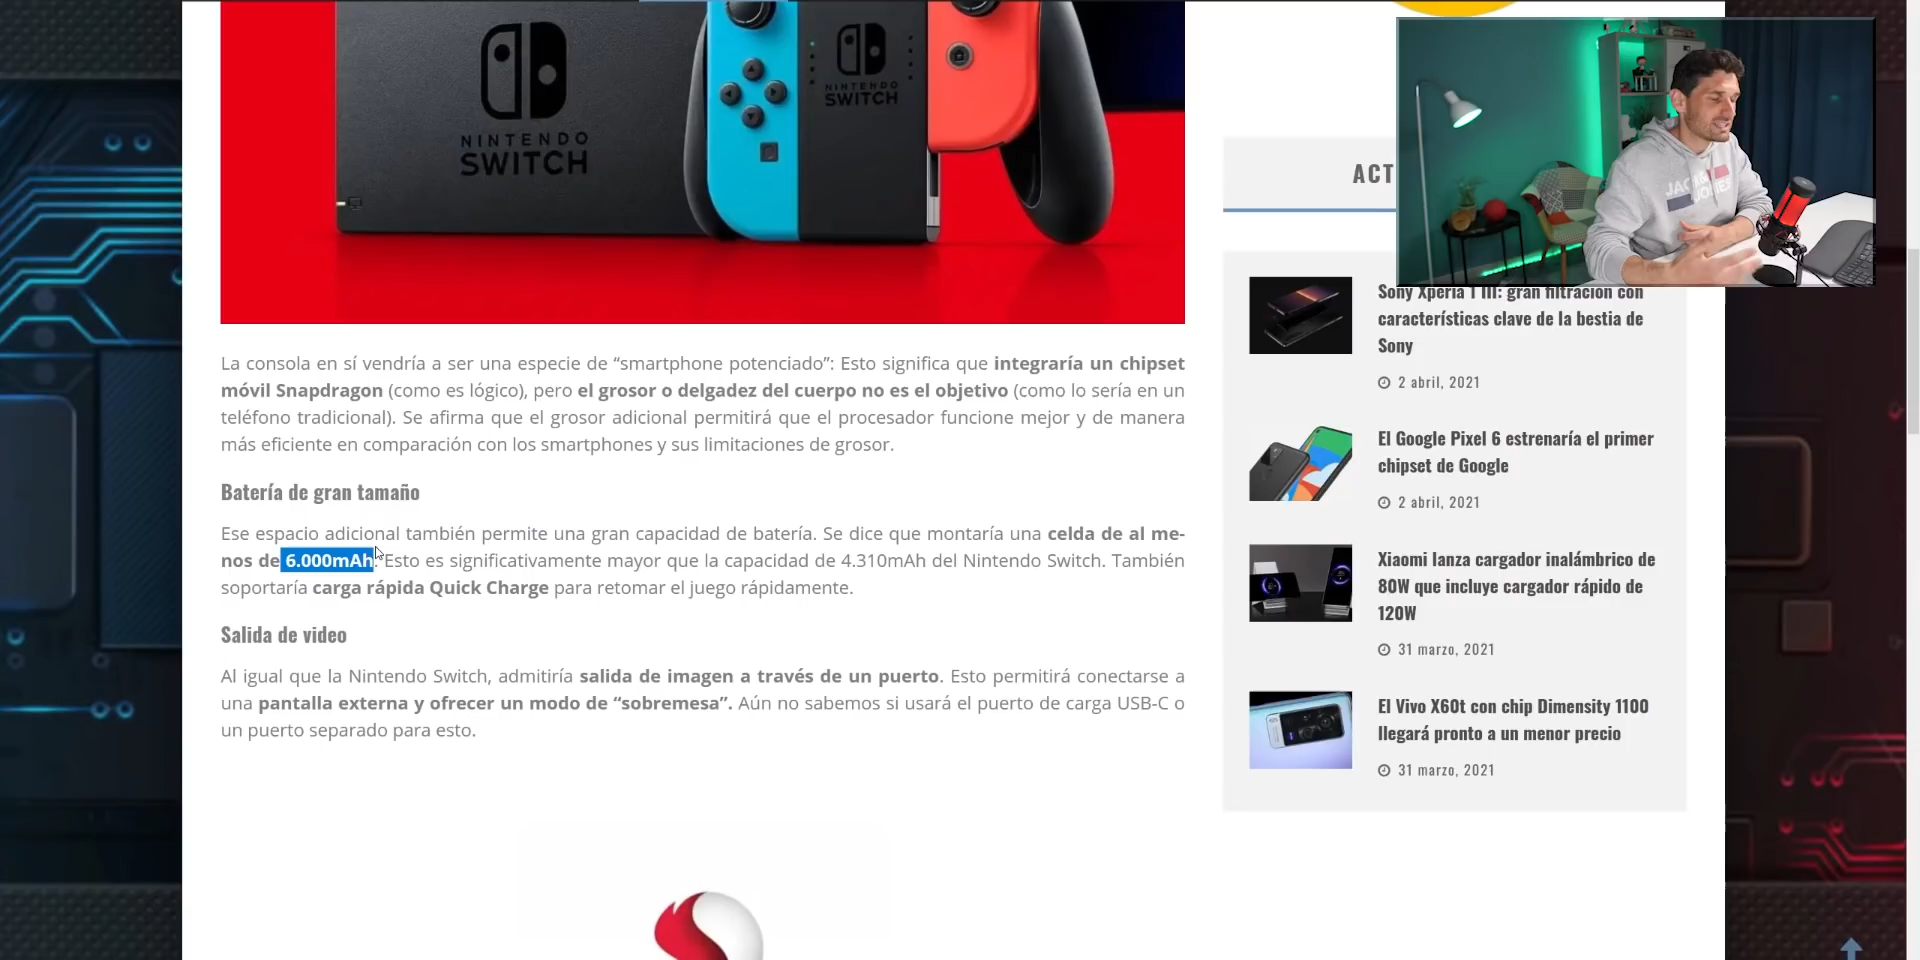 NINTENDO
SWITCH
NINTENDO
SWITCH
La consola en sí vendría a ser una especie de “smartphone potenciado”: Esto significa que integraría un chipset
móvil Snapdragon (como es lógico), pero el grosor o delgadez del cuerpo no es el objetivo (como lo sería en un
teléfono tradicional). Se afirma que el grosor adicional permitirá que el procesador funcione mejor y de manera
más eficiente en comparación con los smartphones y sus limitaciones de grosor.
Batería de gran tamaño
Ese espacio adicional también permite una gran capacidad de batería. Se dice que montaría una celda de al me-
nos de 6.000mAh. Esto es significativamente mayor que la capacidad de 4.310mAh del Nintendo Switch. También
soportaría carga rápida Quick Charge para retomar el juego rápidamente.
Salida de video
Al igual que la Nintendo Switch, admitiría salida de imagen a través de un puerto. Esto permitirá conectarse a
una pantalla externa y ofrecer un modo de “sobremesa”. Aún no sabemos si usará el puerto de carga USB-C o
un puerto separado para esto.
ACT
Sony Xperia 1 III: gran filtración con
características clave de la bestia de
Sony
2 abril, 2021
El Google Pixel 6 estrenaría el primer
chipset de Google
2 abril, 2021
Xiaomi lanza cargador inalámbrico de
80W que incluye cargador rápido de
120W
31 marzo, 2021
El Vivo X60t con chip Dimensity 1100
llegará pronto a un menor precio
31 marzo, 2021